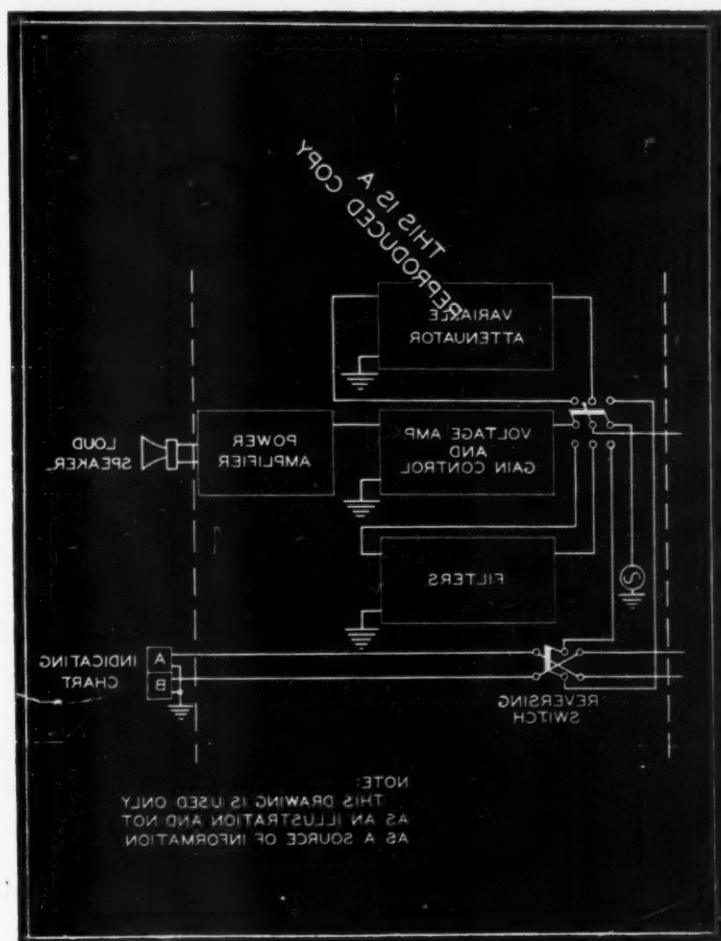 THIS IS A
REPRODUCED COPY
VARIABLE
ATTENUATOR
VOLTAGE AMP
AND
GAIN CONTROL
POWER
AMPLIFIER
LOUD
SPEAKER
FILTERS
A
B
INDICATING
CHART
REVERSING
SWITCH
NOTE:
THIS DRAWING IS USED ONLY
AS AN ILLUSTRATION AND NOT
AS A SOURCE OF INFORMATION